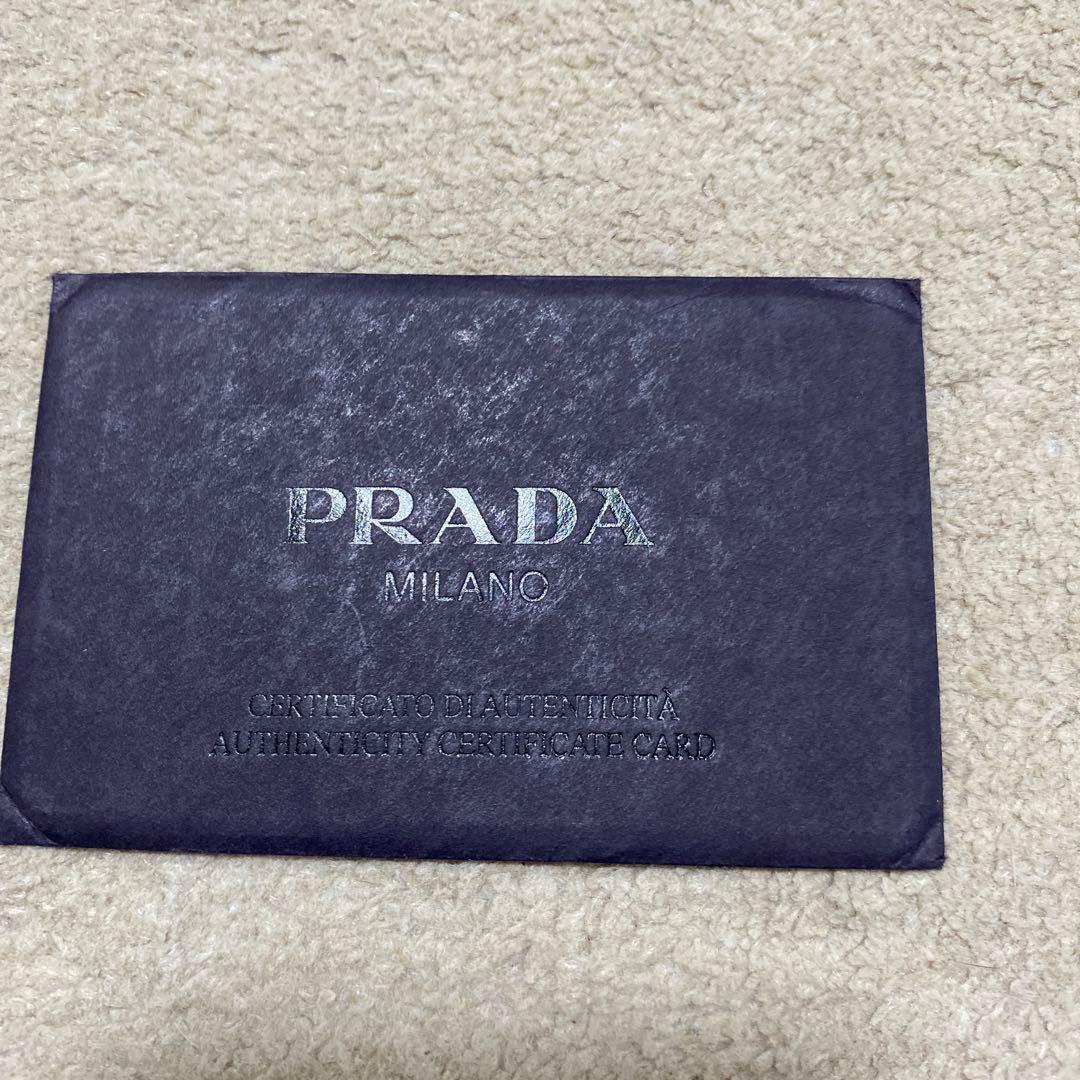 PRADA
MILANO
CERTIFICATO DI AUTENTICITÀ
AUTHENTICITY CERTIFICATE CARD